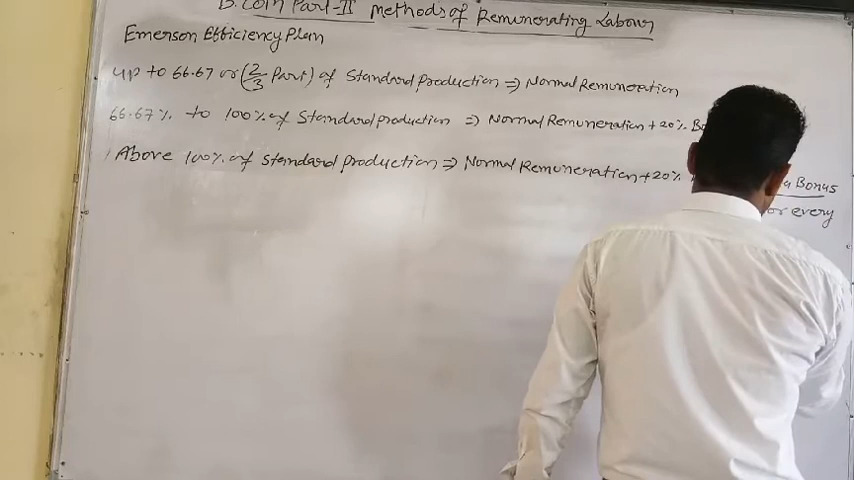 B.Com Part-II Methods of Remunerating Labour
Emerson Efficiency Plan
up to 66.67 or (2/3 Part) of Standard Production ⇒ Normal Remuneration
66.67% to 100% of Standard production ⇒ Normal Remuneration + 20% Bo
Above 100% of Standard Production ⇒ Normal Remuneration + 20%
Bonus
or every